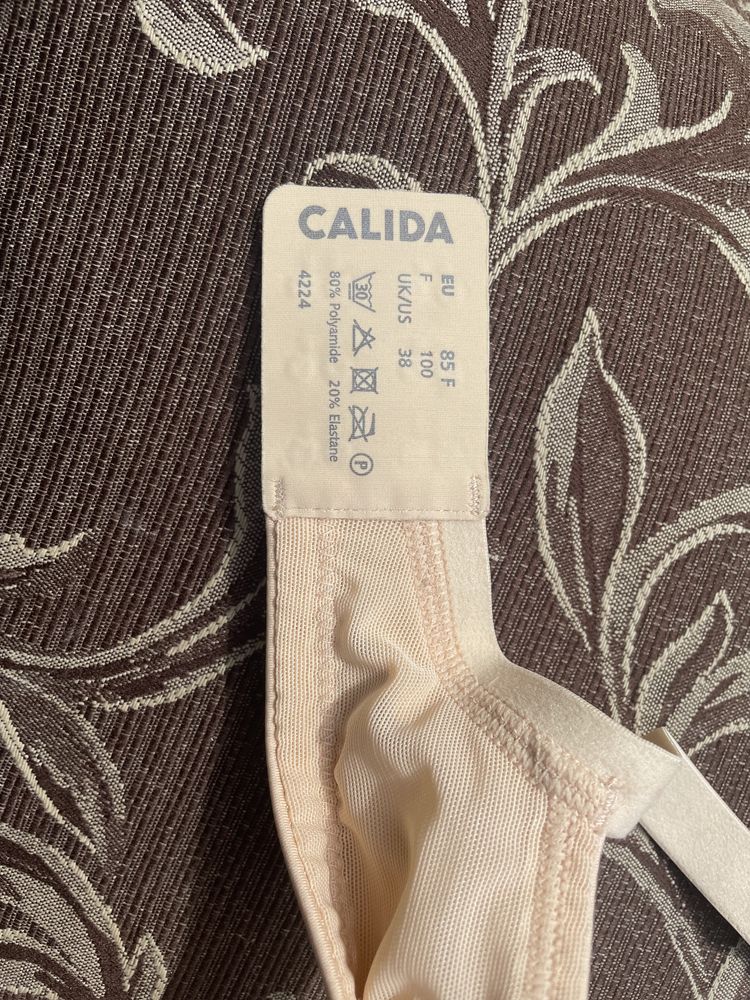 CALIDA
EU 85 F
F 100
UK/US 38
30 P
80% Polyamide 20% Elastane
4224